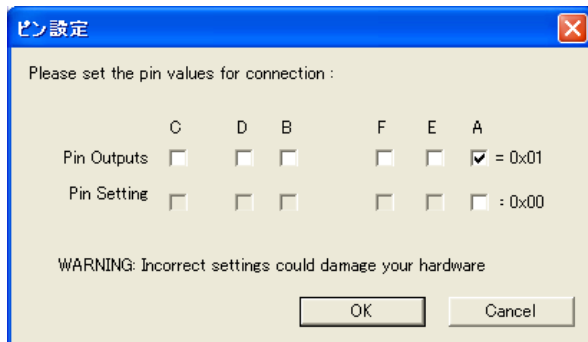 ピン設定
Please set the pin values for connection :
C D B F E A
Pin Outputs = 0x01
Pin Setting : 0x00
WARNING: Incorrect settings could damage your hardware
OK Cancel